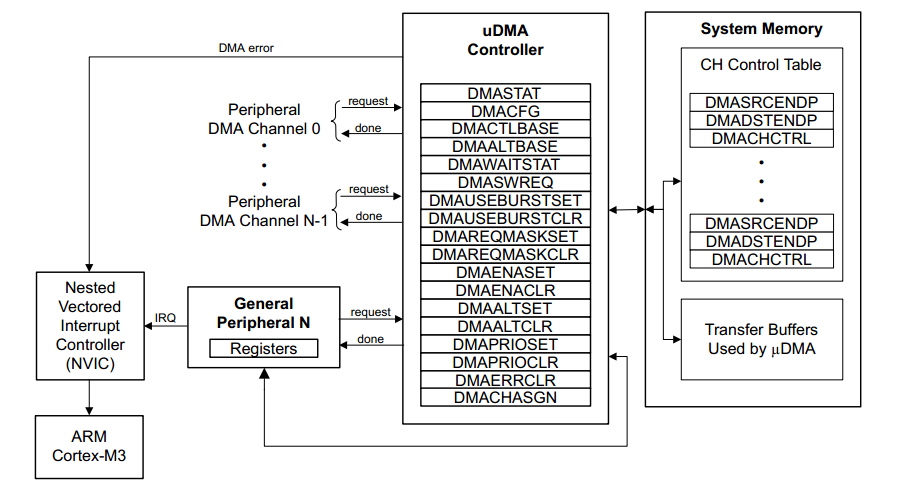 DMA error
uDMA
Controller
System Memory
CH Control Table
DMASRCENDP
DMADSTENDP
DMACHCTRL
DMASRCENDP
DMADSTENDP
DMACHCTRL
Transfer Buffers
Used by μDMA
DMASTAT
DMACFG
DMACTLBASE
DMAALTBASE
DMAWAITSTAT
DMASWREQ
DMAUSEBURSTSET
DMAUSEBURSTCLR
DMAREQMASKSET
DMAREQMASKCLR
DMAENASET
DMAENACLR
DMAALTSET
DMAALTCLR
DMAPRIOSET
DMAPRIOCLR
DMAERRCLR
DMACHASGN
Peripheral
DMA Channel 0
request
done
Peripheral
DMA Channel N-1
request
done
Nested
Vectored
Interrupt
Controller
(NVIC)
IRQ
General
Peripheral N
Registers
request
done
ARM
Cortex-M3